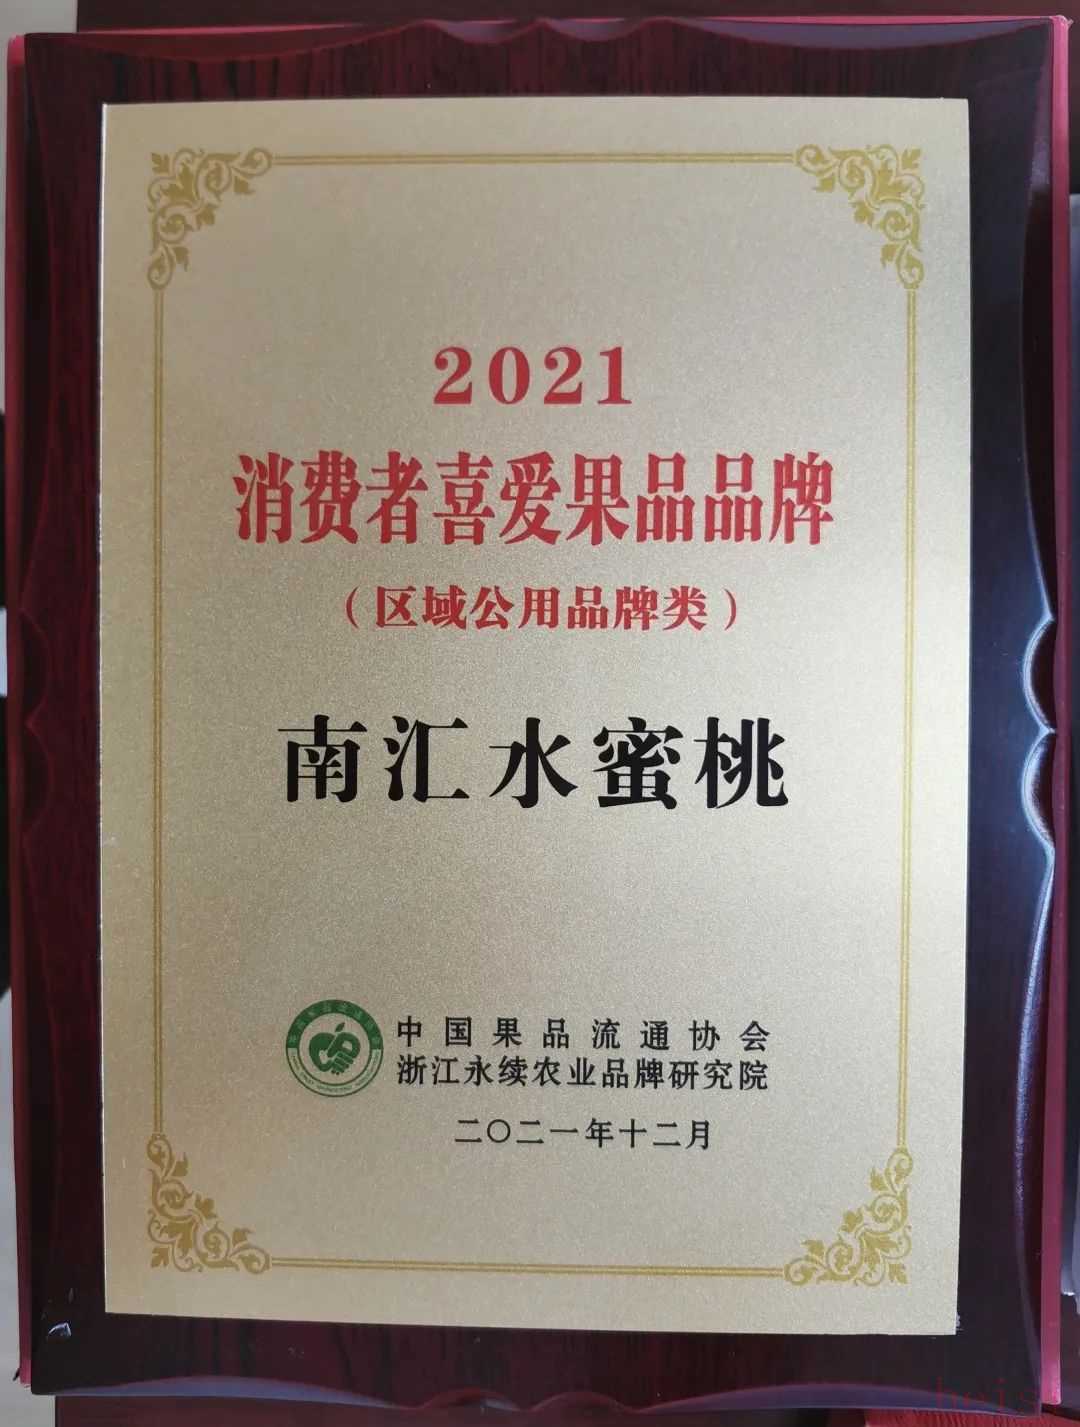 2021
消费者喜爱果品品牌
（区域公用品牌类）
南汇水蜜桃
中国果品流通协会
浙江永续农业品牌研究院
二〇二一年十二月